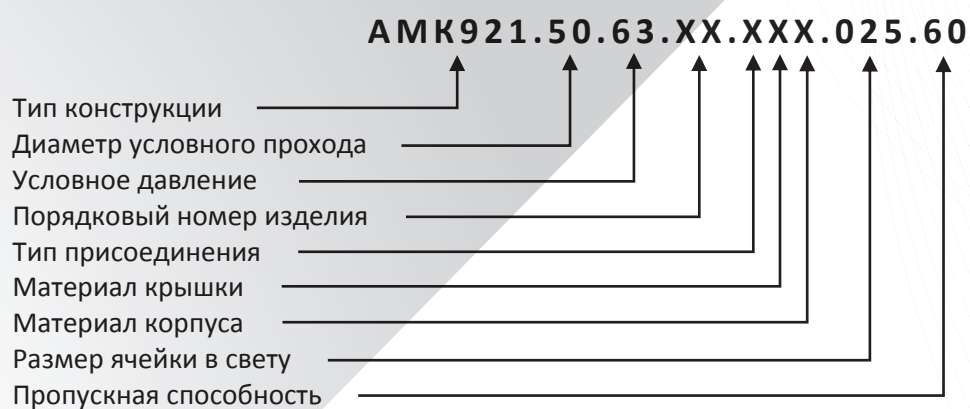 АМК921.50.63.XX.XXX.025.60
Тип конструкции
Диаметр условного прохода
Условное давление
Порядковый номер изделия
Тип присоединения
Материал крышки
Материал корпуса
Размер ячейки в свету
Пропускная способность